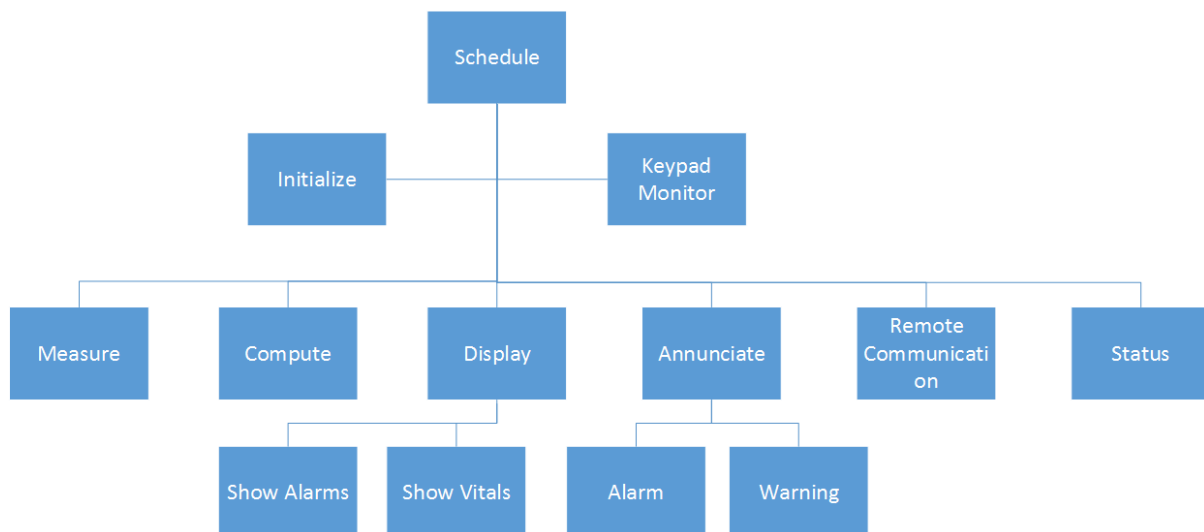 Schedule
Initialize
Keypad
Monitor
Measure
Compute
Display
Annunciate
Remote
Communicati
on
Status
Show Alarms
Show Vitals
Alarm
Warning